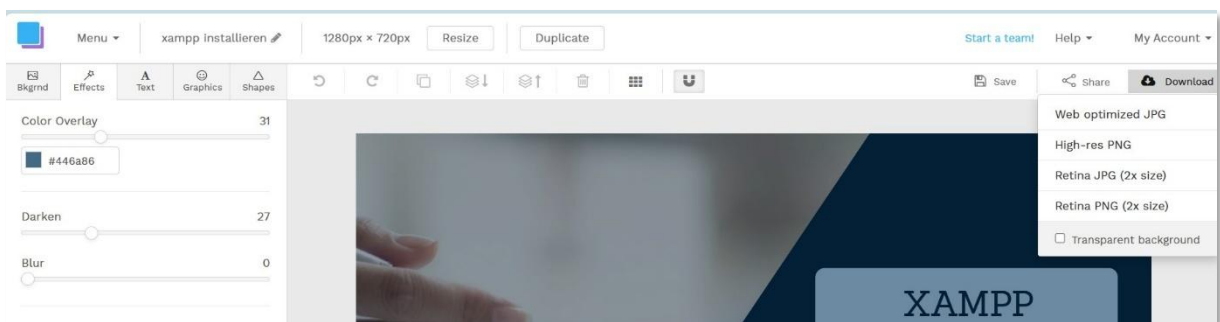 Menu
xampp installieren
1280px × 720px
Resize
Duplicate
Start a team!
Help
My Account
Bkgrnd
Effects
Text
Graphics
Shapes
Save
Share
Download
Color Overlay 31
#446a86
Darken 27
Blur 0
Web optimized JPG
High-res PNG
Retina JPG (2x size)
Retina PNG (2x size)
Transparent background
XAMPP